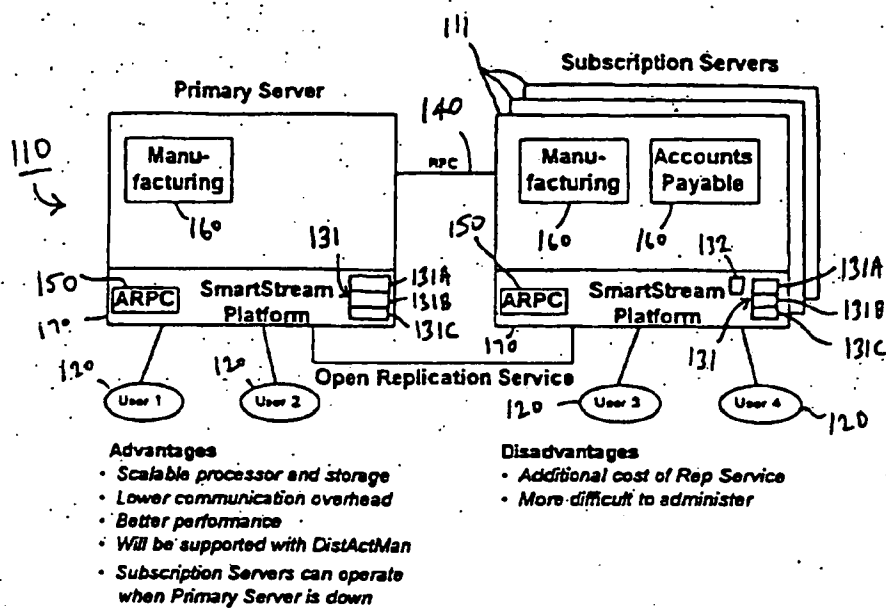 111
Subscription Servers
Primary Server
140
110
Manu-
facturing
RPC
Manu-
facturing
Accounts
Payable
160
131
150
160
160
132
150
ARPC
SmartStream
Platform
131A
131B
131C
170
ARPC
SmartStream
Platform
131A
131B
131C
170
131
Open Replication Service
120
User 1
120
User 2
120
User 3
User 4
120
Advantages
• Scalable processor and storage
• Lower communication overhead
• Better performance
• Will be supported with DistActMan
• Subscription Servers can operate
when Primary Server is down
Disadvantages
• Additional cost of Rep Service
• More difficult to administer